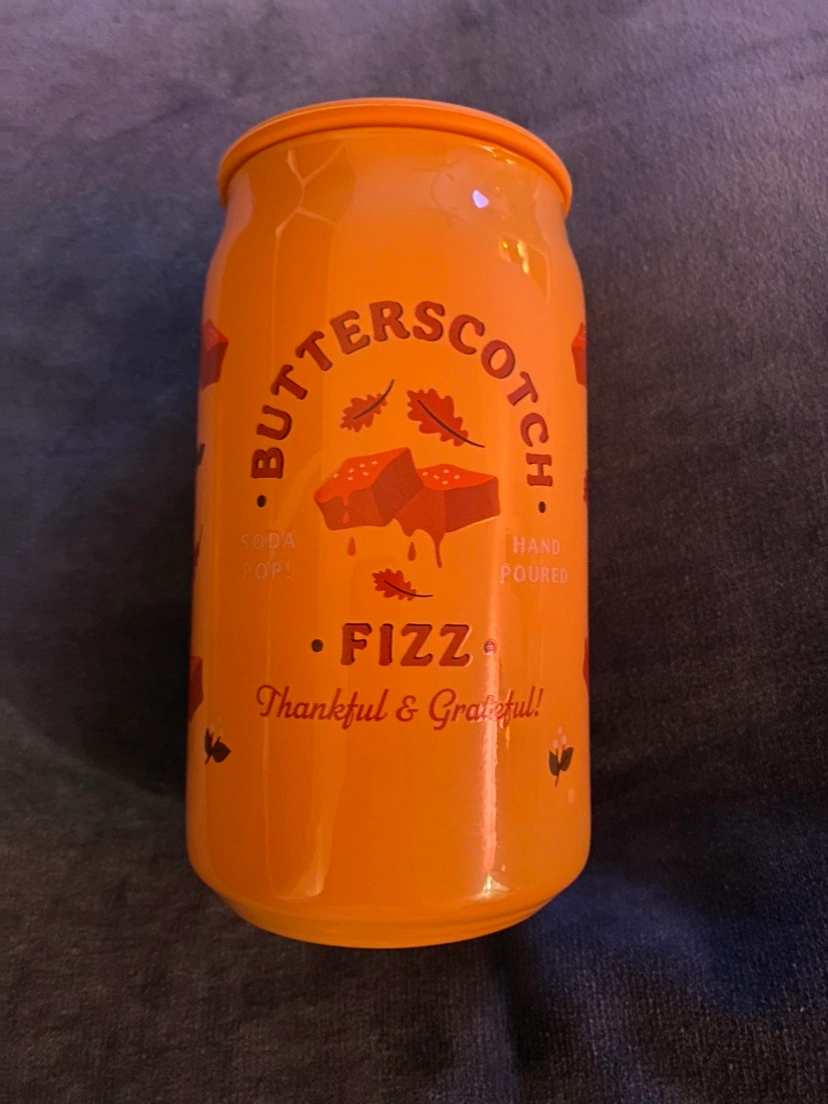 BUTTERSCOTCH
SODA
POP!
HAND
POURED
FIZZ
Thankful & Grateful!